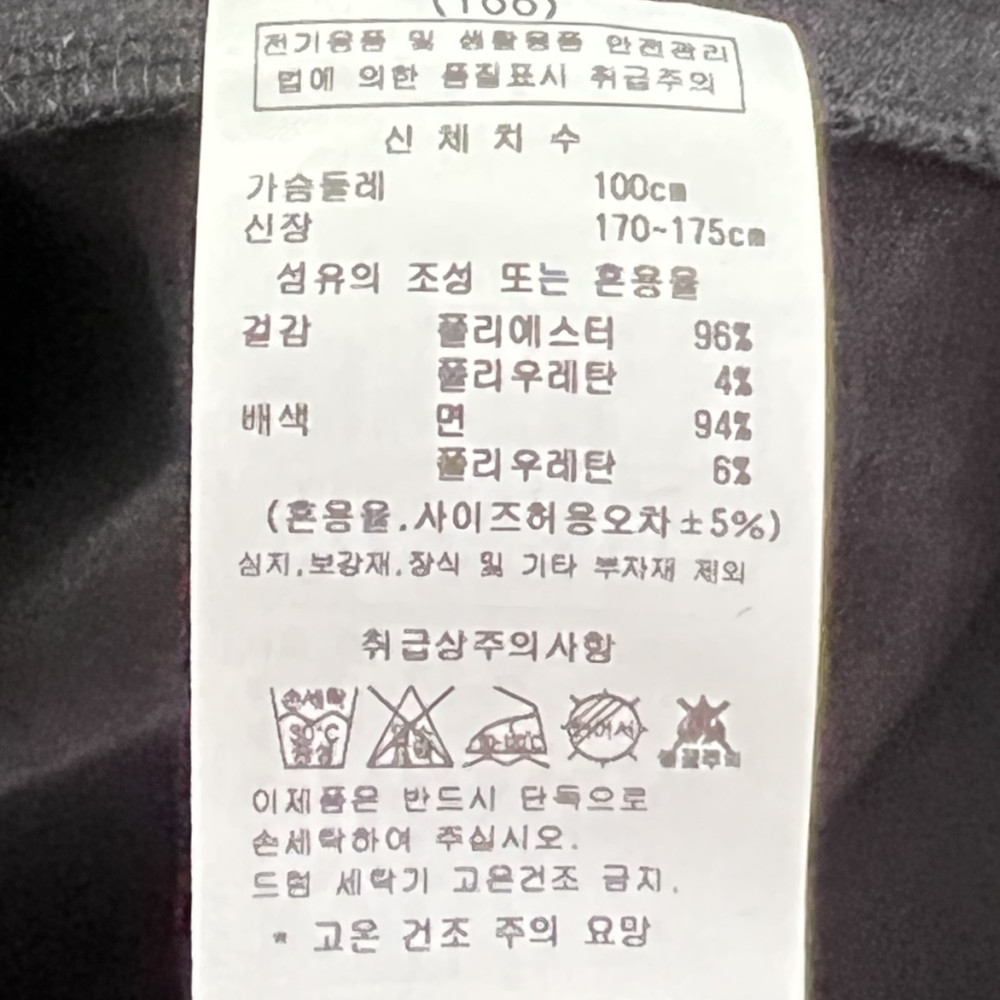 (100)
전기용품 및 생활용품 안전관리
법에 의한 품질표시 취급주의
신 체 치 수
가슴둘레 100cm
신장 170~175cm
섬유의 조성 또는 혼용율
겉감 폴리에스터 96%
폴리우레탄 4%
배색 면 94%
폴리우레탄 6%
(혼용율,사이즈허용오차±5%)
심지,보강재,장식 및 기타 부자재 제외
취급상주의사항
손세탁
30°C
중성
이제품은 반드시 단독으로
손세탁하여 주십시오.
드럼 세탁기 고온건조 금지.
* 고온 건조 주의 요망